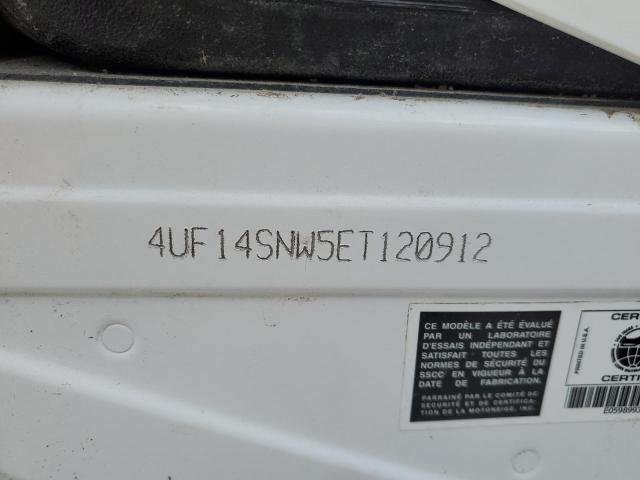 4UF14SNW5ET120912
CE MODÈLE A ÉTÉ ÉVALUÉ
PAR UN LABORATOIRE
D'ESSAIS INDÉPENDANT ET
SATISFAIT TOUTES LES
NORMES DE SÉCURITÉ DU
SSCC EN VIGUEUR À LA
DATE DE FABRICATION.
PARRAINÉ PAR LE COMITÉ DE
SÉCURITÉ ET DE CERTIFICA-
TION DE LA MOTONEIGE, INC.
PRINTED IN U.S.A.
CER
CERTI